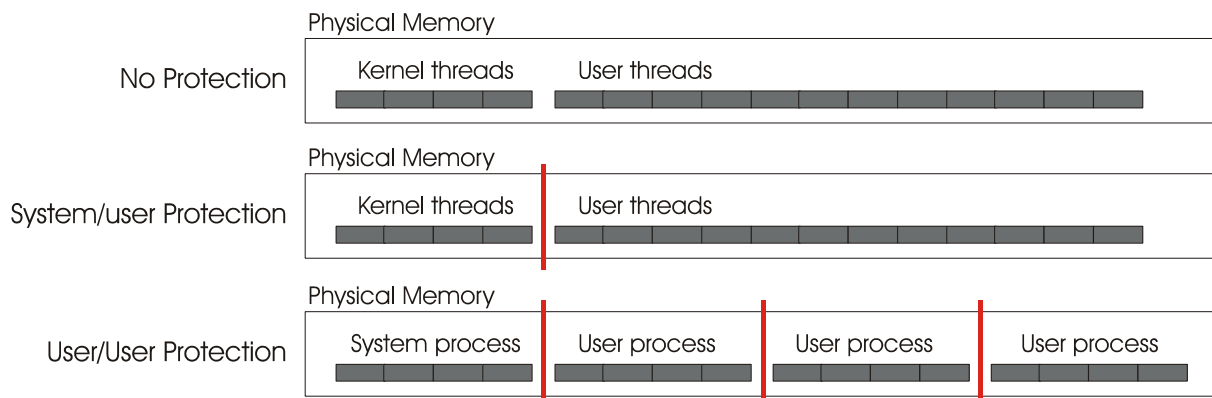 Physical Memory
No Protection
Kernel threads
User threads
Physical Memory
System/user Protection
Kernel threads
User threads
Physical Memory
User/User Protection
System process
User process
User process
User process